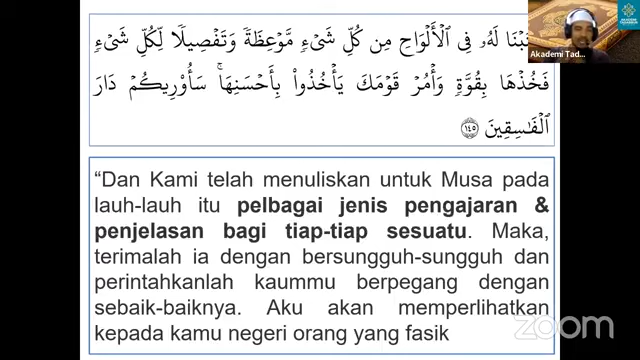 بْنَا لَهُۥ فِى ٱلْأَلْوَاحِ مِن كُلِّ شَىْءٍ مَّوْعِظَةً وَتَفْصِيلًا لِّكُلِّ شَىْءٍ
فَخُذْهَا بِقُوَّةٍ وَأْمُرْ قَوْمَكَ يَأْخُذُوا۟ بِأَحْسَنِهَا ۚ سَأُو۟رِيكُمْ دَارَ
ٱلْفَـٰسِقِينَ ١٤٥
Akademi Tad...
“Dan Kami telah menuliskan untuk Musa pada
lauh-lauh itu pelbagai jenis pengajaran &
penjelasan bagi tiap-tiap sesuatu. Maka,
terimalah ia dengan bersungguh-sungguh dan
perintahkanlah kaummu berpegang dengan
sebaik-baiknya. Aku akan memperlihatkan
kepada kamu negeri orang yang fasik
zoom